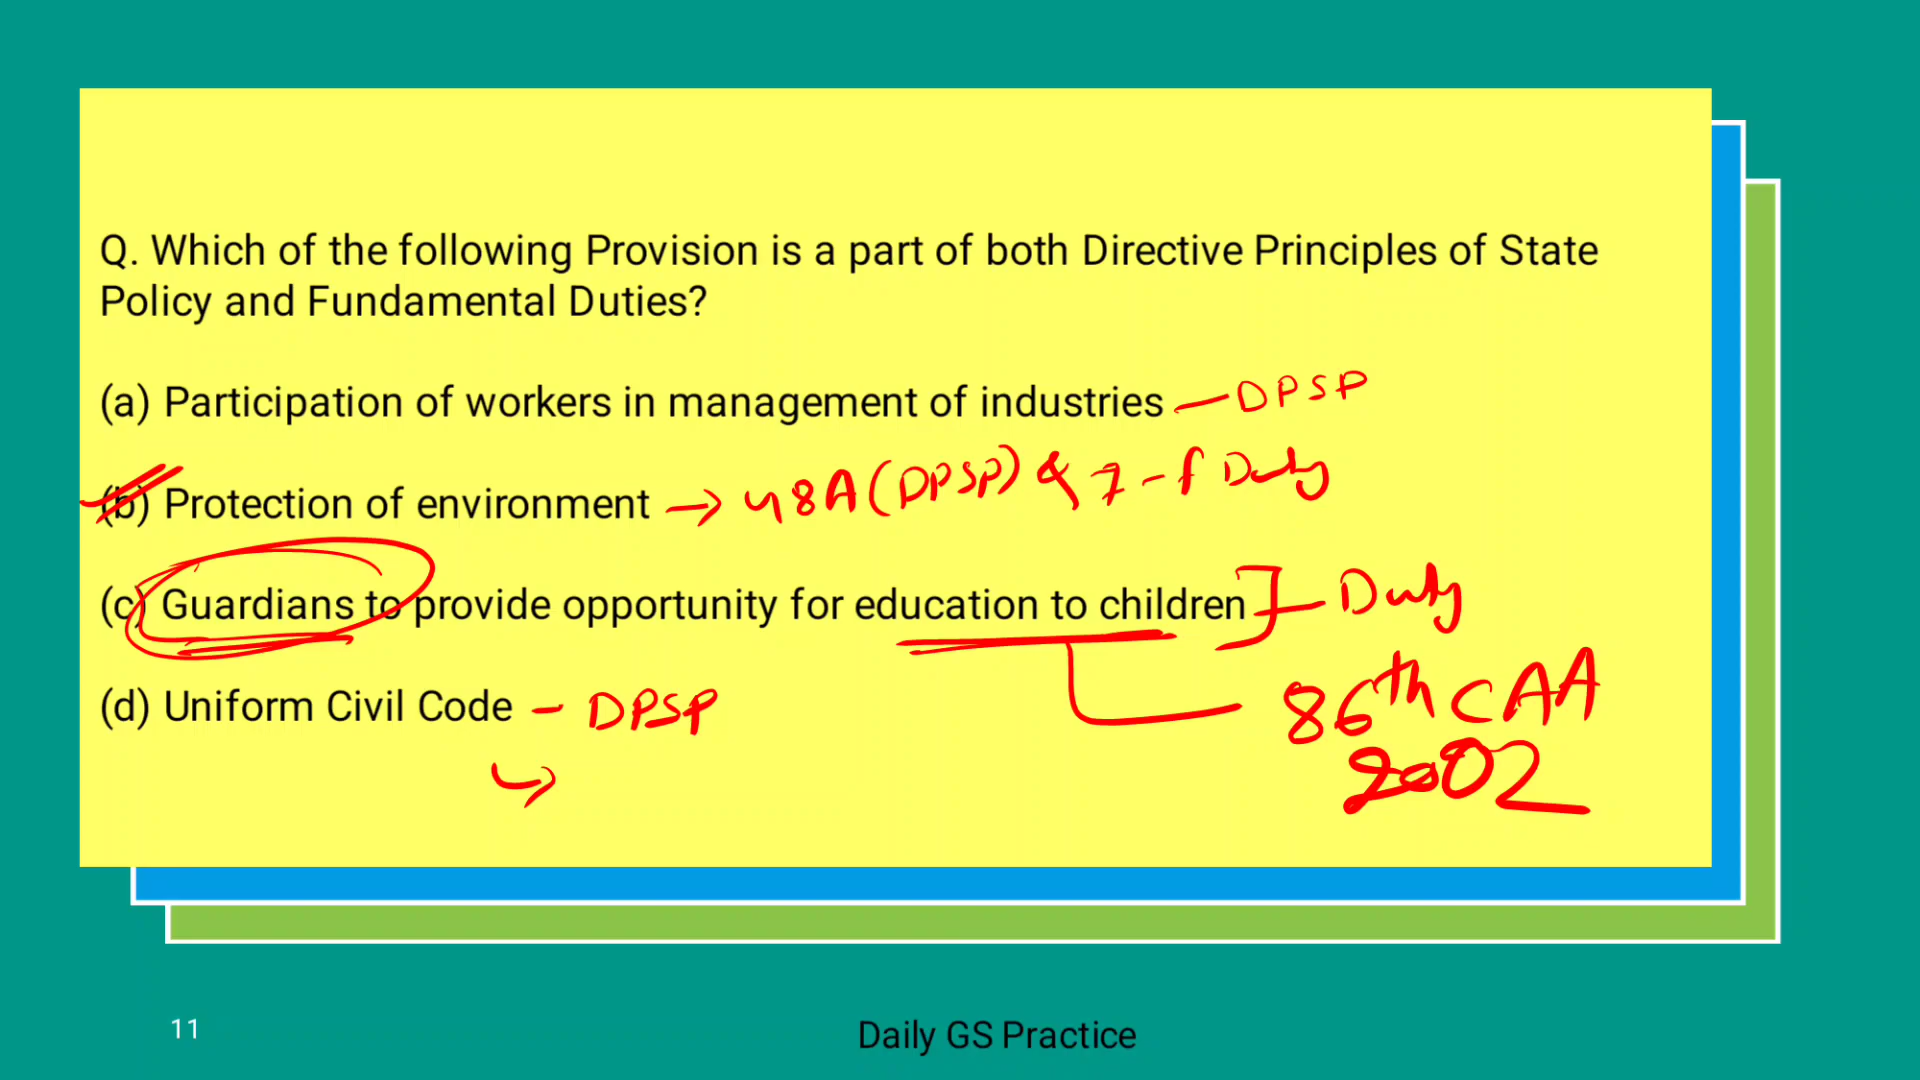 Q. Which of the following Provision is a part of both Directive Principles of State
Policy and Fundamental Duties?
(a) Participation of workers in management of industries – DPSP
(b) Protection of environment → 48A (DPSP) & 7 - f Duty
(c) Guardians to provide opportunity for education to children ] – Duty
86th CAA
2002
(d) Uniform Civil Code - DPSP
11
Daily GS Practice